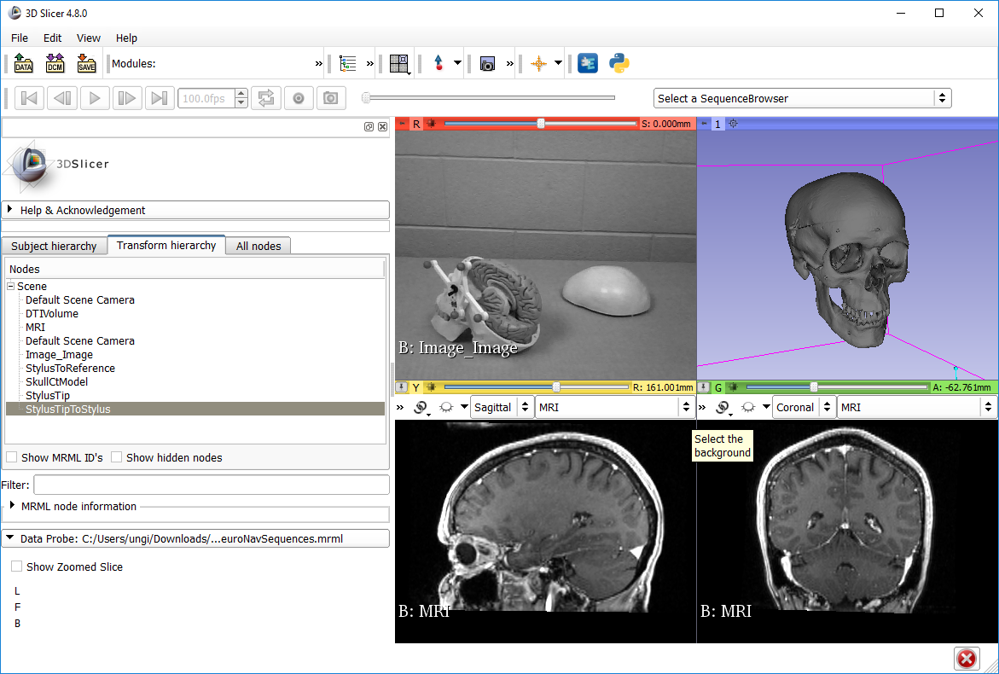 3D Slicer 4.8.0
File Edit View Help
DATA DCM SAVE Modules: » » »
100.0fps Select a SequenceBrowser
R S: 0.000mm 1
3DSlicer
Help & Acknowledgement
Subject hierarchy Transform hierarchy All nodes
Nodes
Scene
Default Scene Camera
DTIVolume
MRI
Default Scene Camera
Image_Image
StylusToReference
SkullCtModel
StylusTip
StylusTipToStylus
Show MRML ID's Show hidden nodes
Filter:
MRML node information
Data Probe: C:/Users/ungi/Downloads/...euroNavSequences.mrml
Show Zoomed Slice
L
F
B
B: Image_Image
Y R: 161.001mm G A: -62.761mm
» Sagittal MRI » Coronal MRI
Select the
background
B: MRI B: MRI